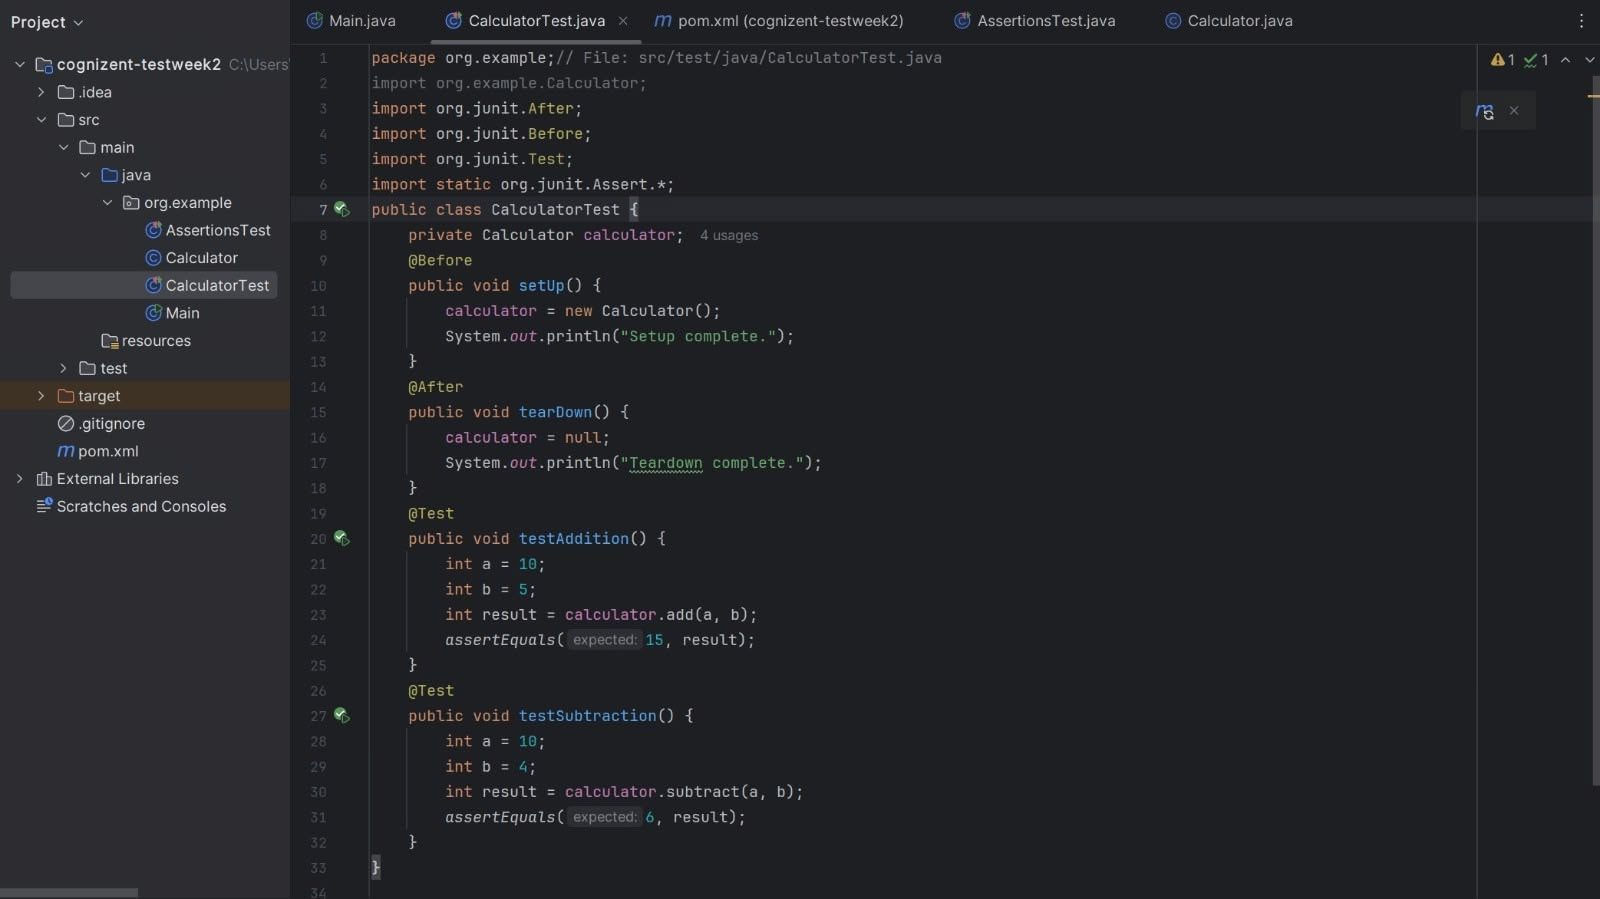 Project
Main.java
CalculatorTest.java
pom.xml (cognizent-testweek2)
AssertionsTest.java
Calculator.java
cognizent-testweek2 C:\Users
.idea
src
main
java
org.example
AssertionsTest
Calculator
CalculatorTest
Main
resources
test
target
.gitignore
pom.xml
External Libraries
Scratches and Consoles
1 package org.example;// File: src/test/java/CalculatorTest.java
2 import org.example.Calculator;
3 import org.junit.After;
4 import org.junit.Before;
5 import org.junit.Test;
6 import static org.junit.Assert.*;
7 public class CalculatorTest {
8 private Calculator calculator; 4 usages
9 @Before
10 public void setUp() {
11 calculator = new Calculator();
12 System.out.println("Setup complete.");
13 }
14 @After
15 public void tearDown() {
16 calculator = null;
17 System.out.println("Teardown complete.");
18 }
19 @Test
20 public void testAddition() {
21 int a = 10;
22 int b = 5;
23 int result = calculator.add(a, b);
24 assertEquals( expected: 15, result);
25 }
26 @Test
27 public void testSubtraction() {
28 int a = 10;
29 int b = 4;
30 int result = calculator.subtract(a, b);
31 assertEquals( expected: 6, result);
32 }
33 }
34
1 1